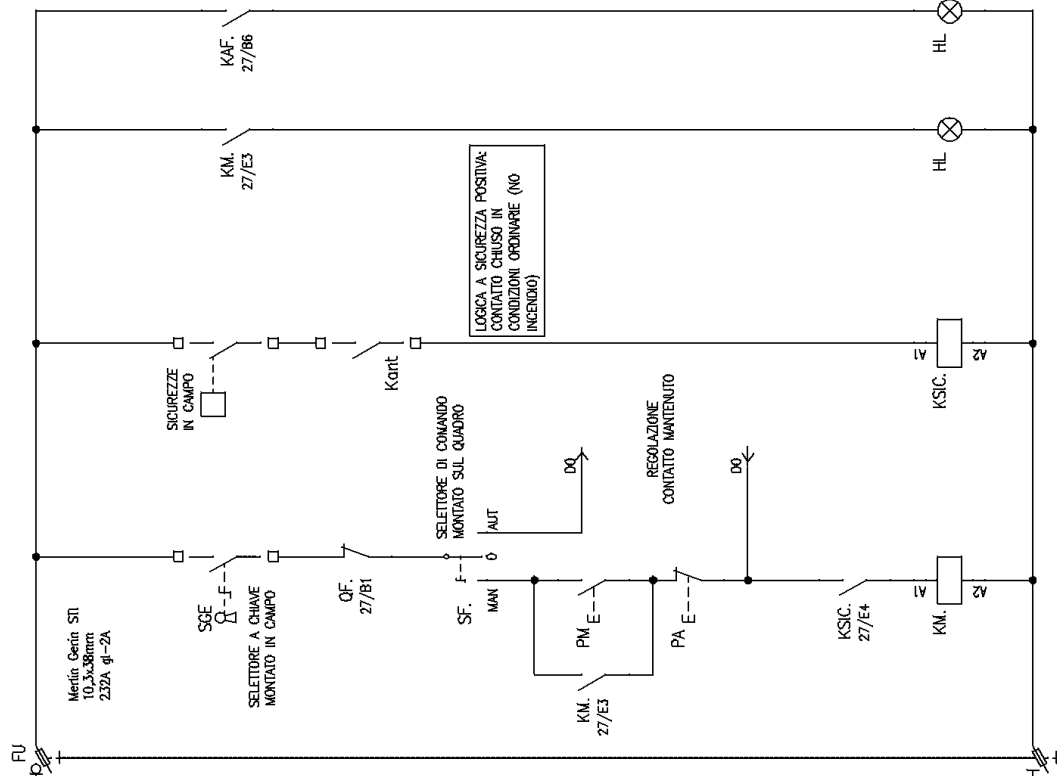 FU
Merlin Gerin STI
10,3x38mm
232A gl-2A
SGE
SELETTORE A CHIAVE
MONTATO IN CAMPO
QF.
27/B1
SELETTORE DI COMANDO
MONTATO SUL QUADRO
SF.
MAN
0
AUT
DO
KM.
27/E3
PM
E
PA
E
REGOLAZIONE
CONTATTO MANTENUTO
DO
KSIC.
27/E4
A1
KM.
A2
SICUREZZE
IN CAMPO
Kant
LOGICA A SICUREZZA POSITIVA:
CONTATTO CHIUSO IN
CONDIZIONI ORDINARIE (NO
INCENDIO)
A1
KSIC.
A2
KM.
27/E3
HL
KAF.
27/B6
HL